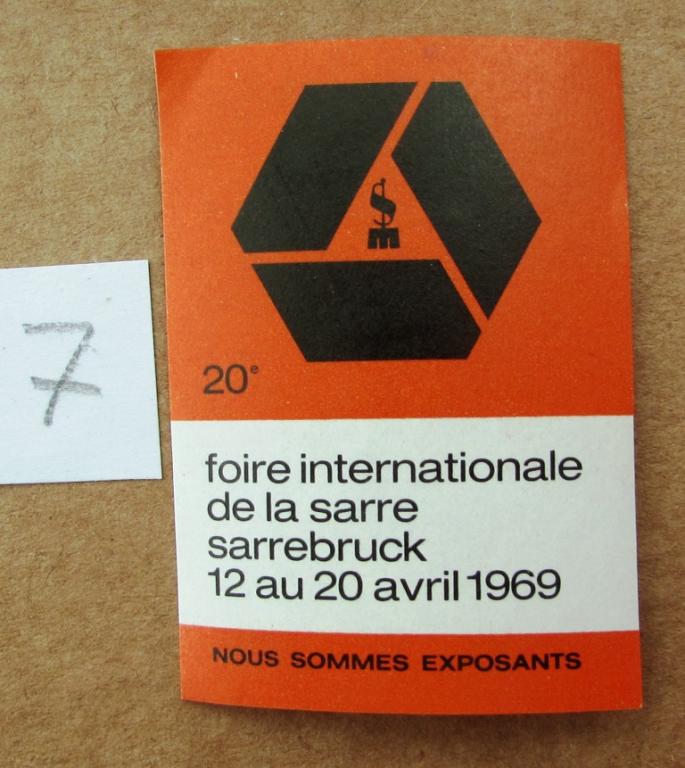 7
20e
foire internationale
de la sarre
sarrebruck
12 au 20 avril 1969
NOUS SOMMES EXPOSANTS